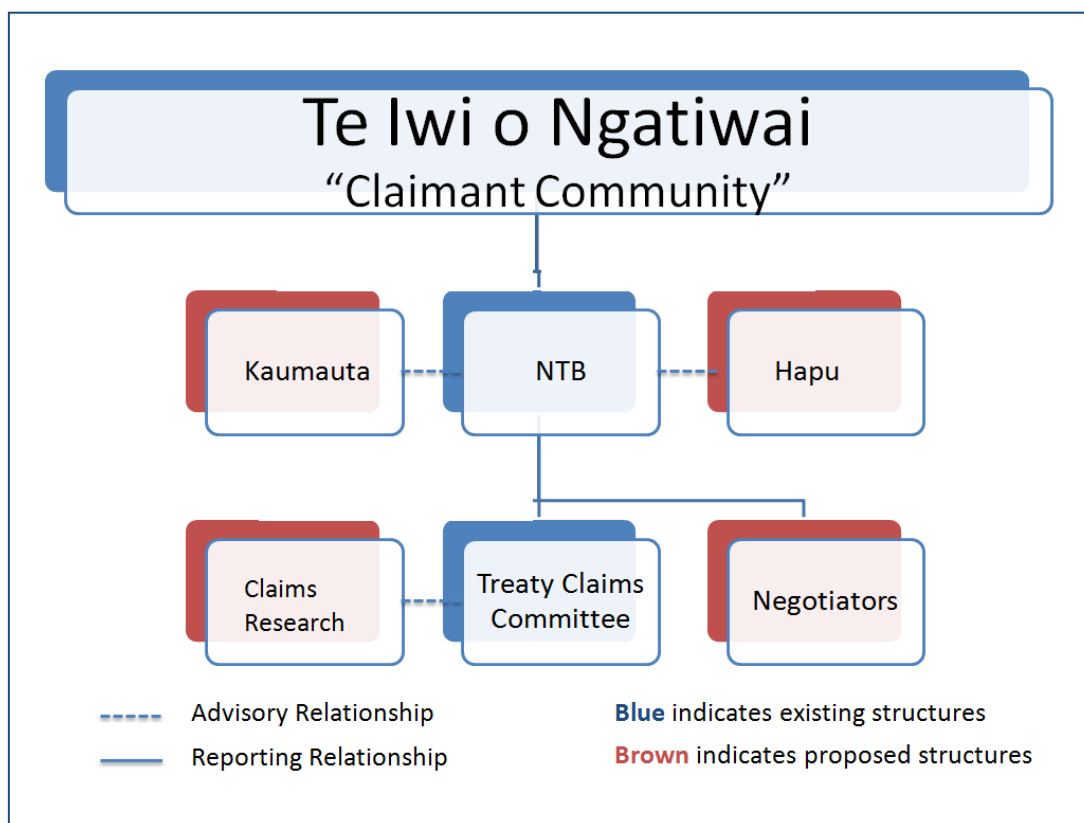 Te Iwi o Ngatiwai
“Claimant Community”
Kaumauta
NTB
Hapu
Claims
Research
Treaty Claims
Committee
Negotiators
Advisory Relationship
Reporting Relationship
Blue indicates existing structures
Brown indicates proposed structures